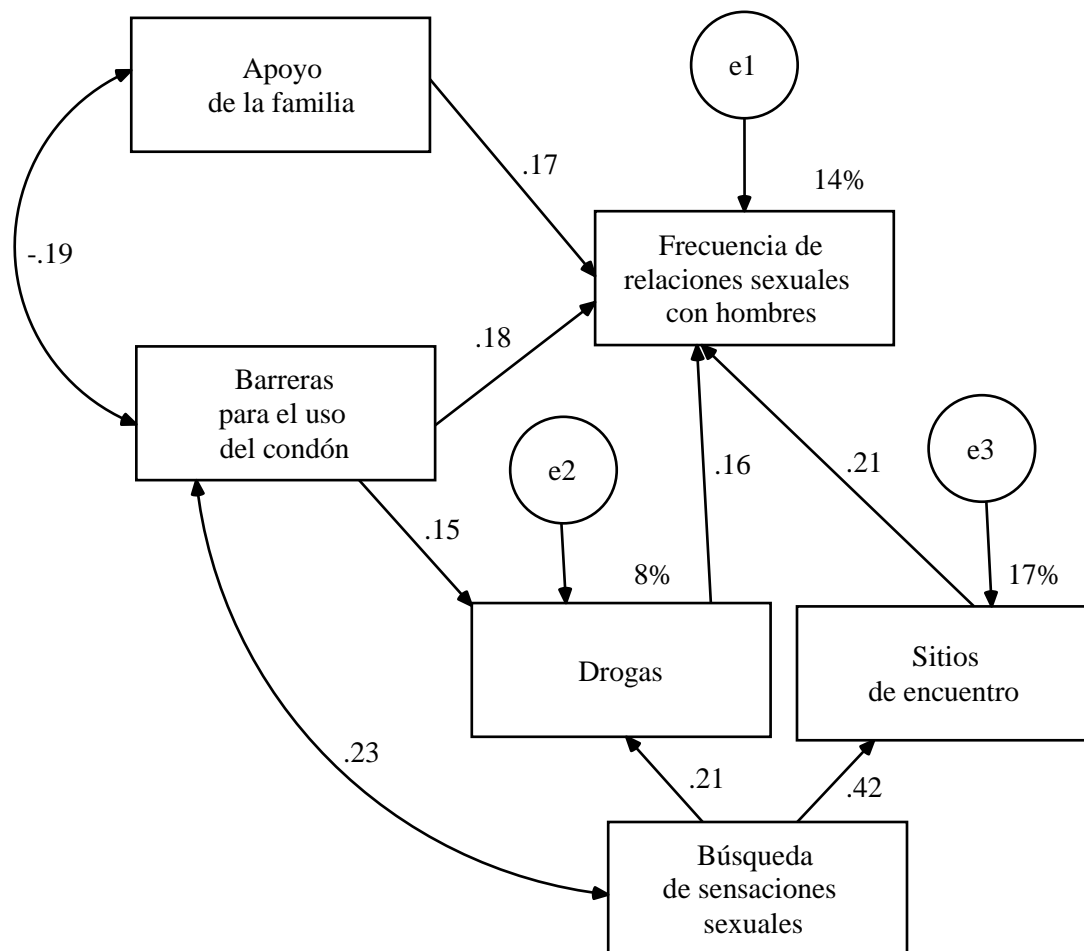 Apoyo
de la familia
e1
.17
14%
Frecuencia de
relaciones sexuales
con hombres
-.19
.18
Barreras
para el uso
del condón
e2
.16
.21
e3
.15
8%
17%
Drogas
Sitios
de encuentro
.23
.21
.42
Búsqueda
de sensaciones
sexuales